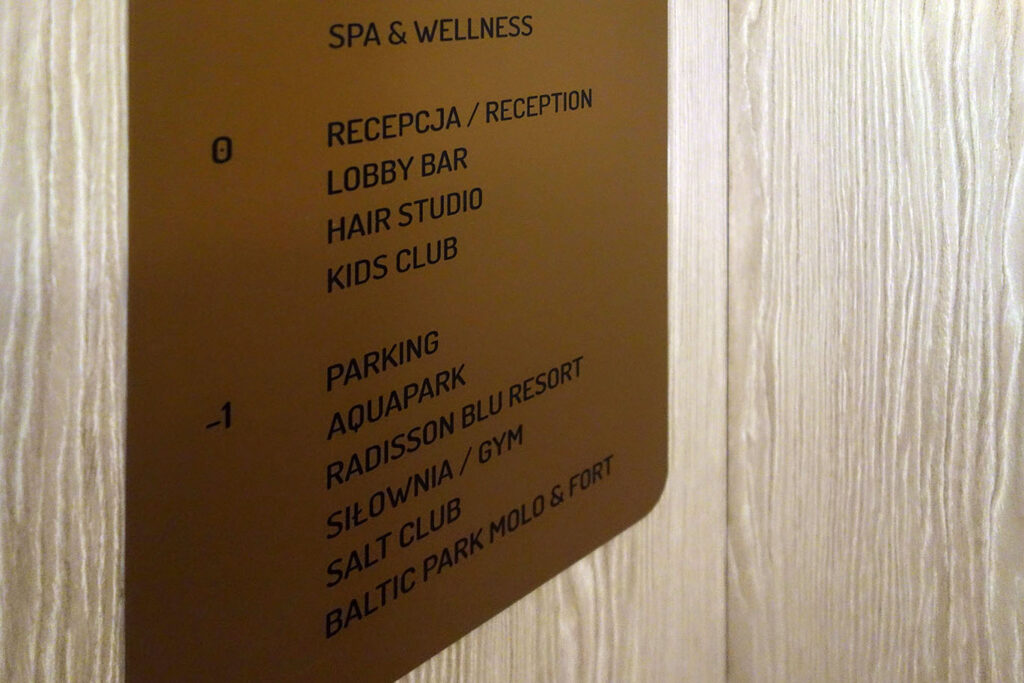 SPA & WELLNESS
0
RECEPCJA / RECEPTION
LOBBY BAR
HAIR STUDIO
KIDS CLUB
-1
PARKING
AQUAPARK
RADISSON BLU RESORT
SIŁOWNIA / GYM
SALT CLUB
BALTIC PARK MOLO & FORT